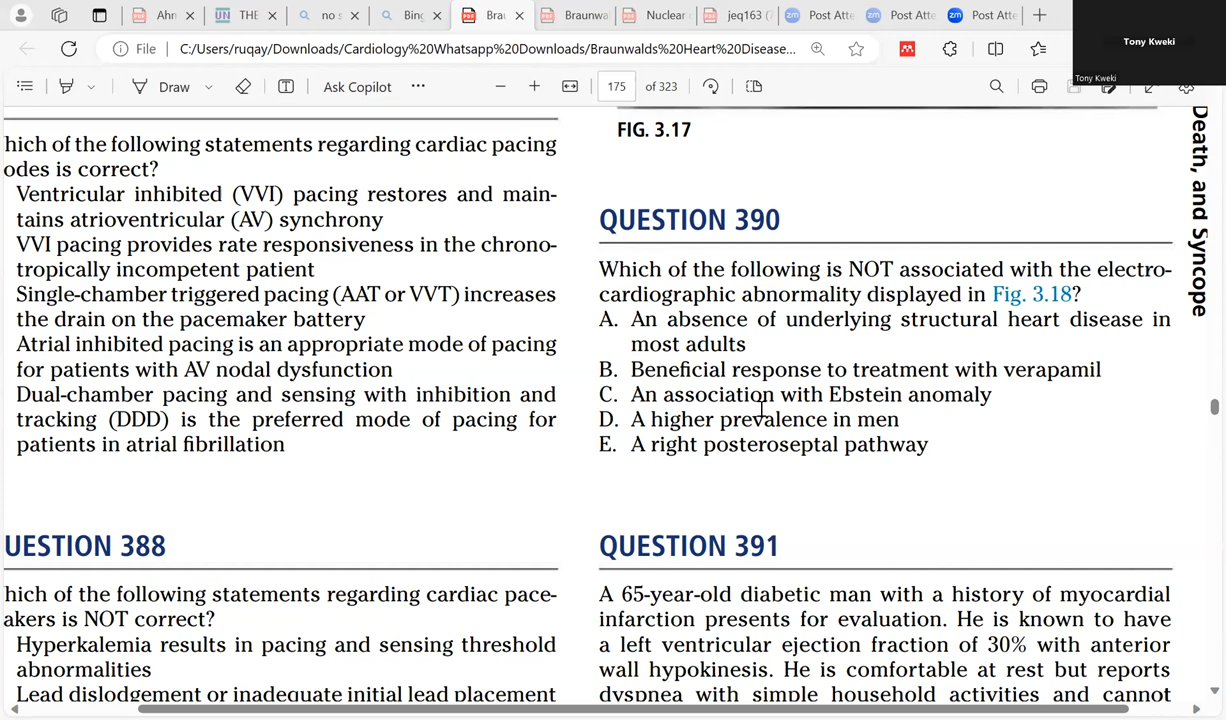 Ahn
THE
no s
Bing
Brau
Braunwa
Nuclear
jeq163 (7
Post Atte
Post Atte
Post Atte
File
C:/Users/ruqay/Downloads/Cardiology%20Whatsapp%20Downloads/Braunwalds%20Heart%20Disease...
Tony Kweki
Tony Kweki
Draw
Ask Copilot
175 of 323
hich of the following statements regarding cardiac pacing
odes is correct?
Ventricular inhibited (VVI) pacing restores and main-
tains atrioventricular (AV) synchrony
VVI pacing provides rate responsiveness in the chrono-
tropically incompetent patient
Single-chamber triggered pacing (AAT or VVT) increases
the drain on the pacemaker battery
Atrial inhibited pacing is an appropriate mode of pacing
for patients with AV nodal dysfunction
Dual-chamber pacing and sensing with inhibition and
tracking (DDD) is the preferred mode of pacing for
patients in atrial fibrillation
UESTION 388
hich of the following statements regarding cardiac pace-
akers is NOT correct?
Hyperkalemia results in pacing and sensing threshold
abnormalities
Lead dislodgement or inadequate initial lead placement
FIG. 3.17
QUESTION 390
Which of the following is NOT associated with the electro-
cardiographic abnormality displayed in Fig. 3.18?
A. An absence of underlying structural heart disease in
most adults
B. Beneficial response to treatment with verapamil
C. An association with Ebstein anomaly
D. A higher prevalence in men
E. A right posteroseptal pathway
QUESTION 391
A 65-year-old diabetic man with a history of myocardial
infarction presents for evaluation. He is known to have
a left ventricular ejection fraction of 30% with anterior
wall hypokinesis. He is comfortable at rest but reports
dyspnea with simple household activities and cannot
Death, and Syncope